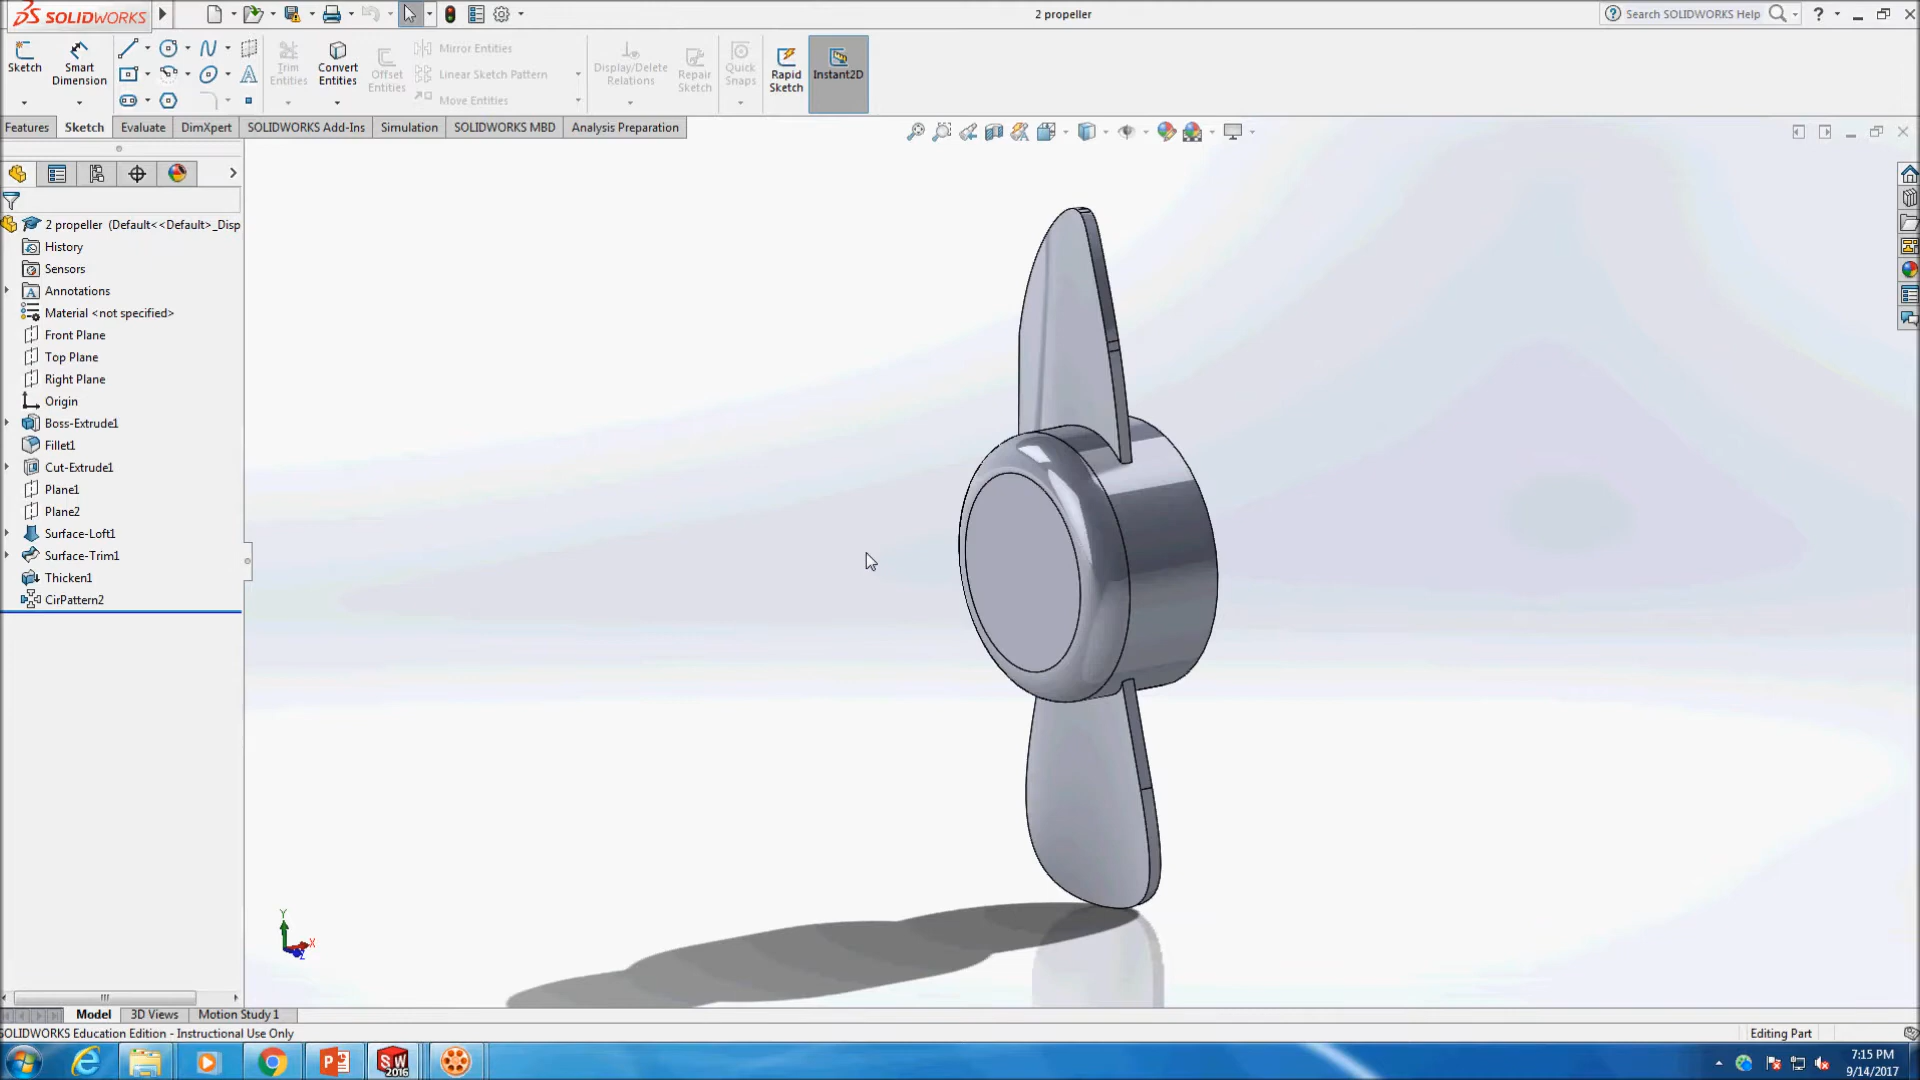 SOLIDWORKS
2 propeller
Search SOLIDWORKS Help
Sketch
Smart Dimension
Trim Entities
Convert Entities
Offset Entities
Mirror Entities
Linear Sketch Pattern
Move Entities
Display/Delete Relations
Repair Sketch
Quick Snaps
Rapid Sketch
Instant2D
Features Sketch Evaluate DimXpert SOLIDWORKS Add-Ins Simulation SOLIDWORKS MBD Analysis Preparation
2 propeller (Default<<Default>_Disp
History
Sensors
Annotations
Material <not specified>
Front Plane
Top Plane
Right Plane
Origin
Boss-Extrude1
Fillet1
Cut-Extrude1
Plane1
Plane2
Surface-Loft1
Surface-Trim1
Thicken1
CirPattern2
Y
X
Z
Model 3D Views Motion Study 1
SOLIDWORKS Education Edition - Instructional Use Only
Editing Part
SW
2016
7:15 PM
9/14/2017